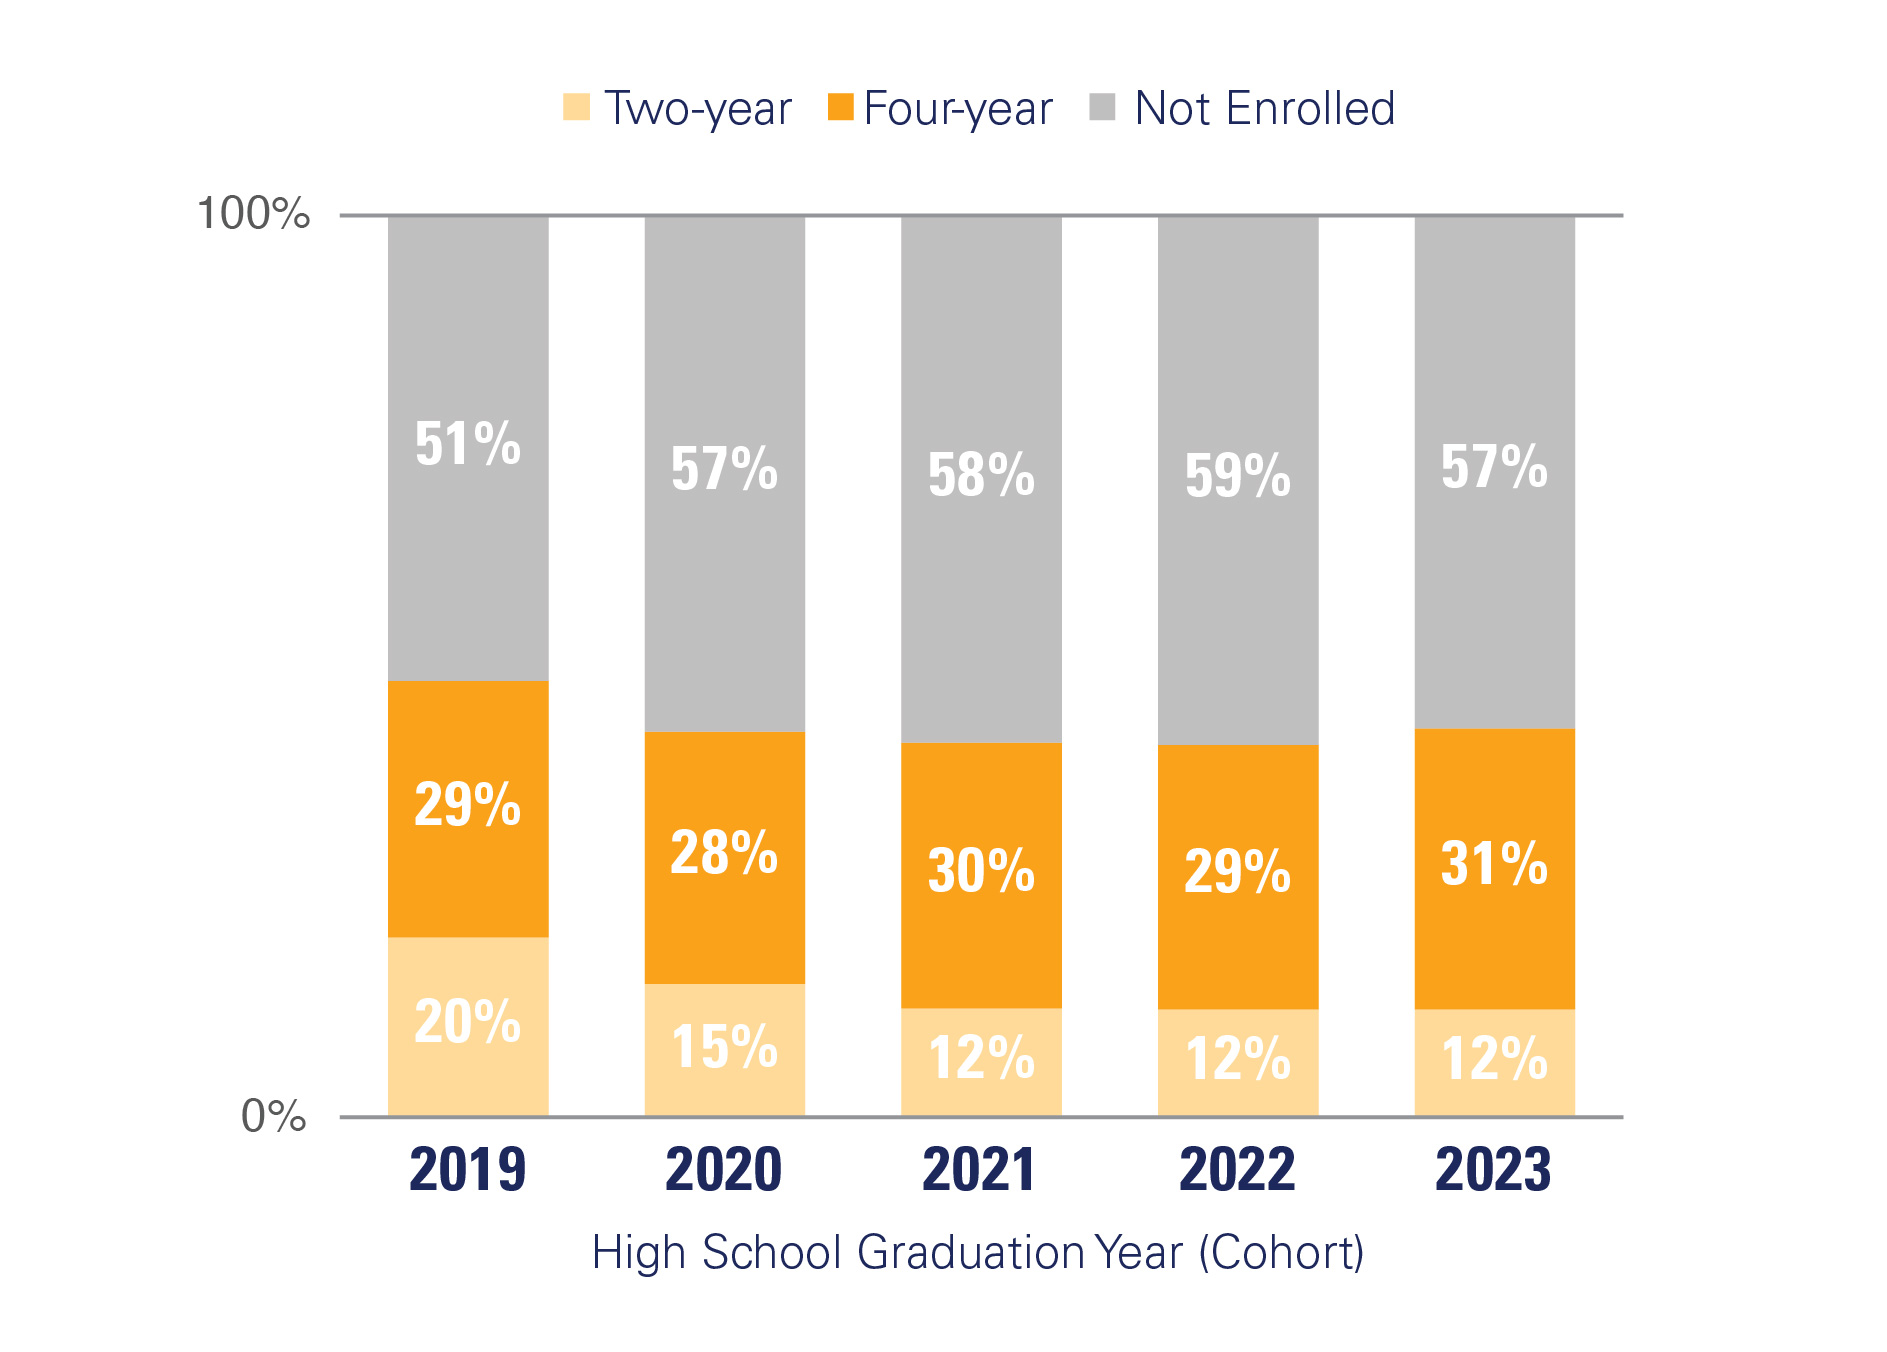 Two-year Four-year Not Enrolled
100%
51% 57% 58% 59% 57%
29% 28% 30% 29% 31%
20% 15% 12% 12% 12%
0%
2019 2020 2021 2022 2023
High School Graduation Year (Cohort)